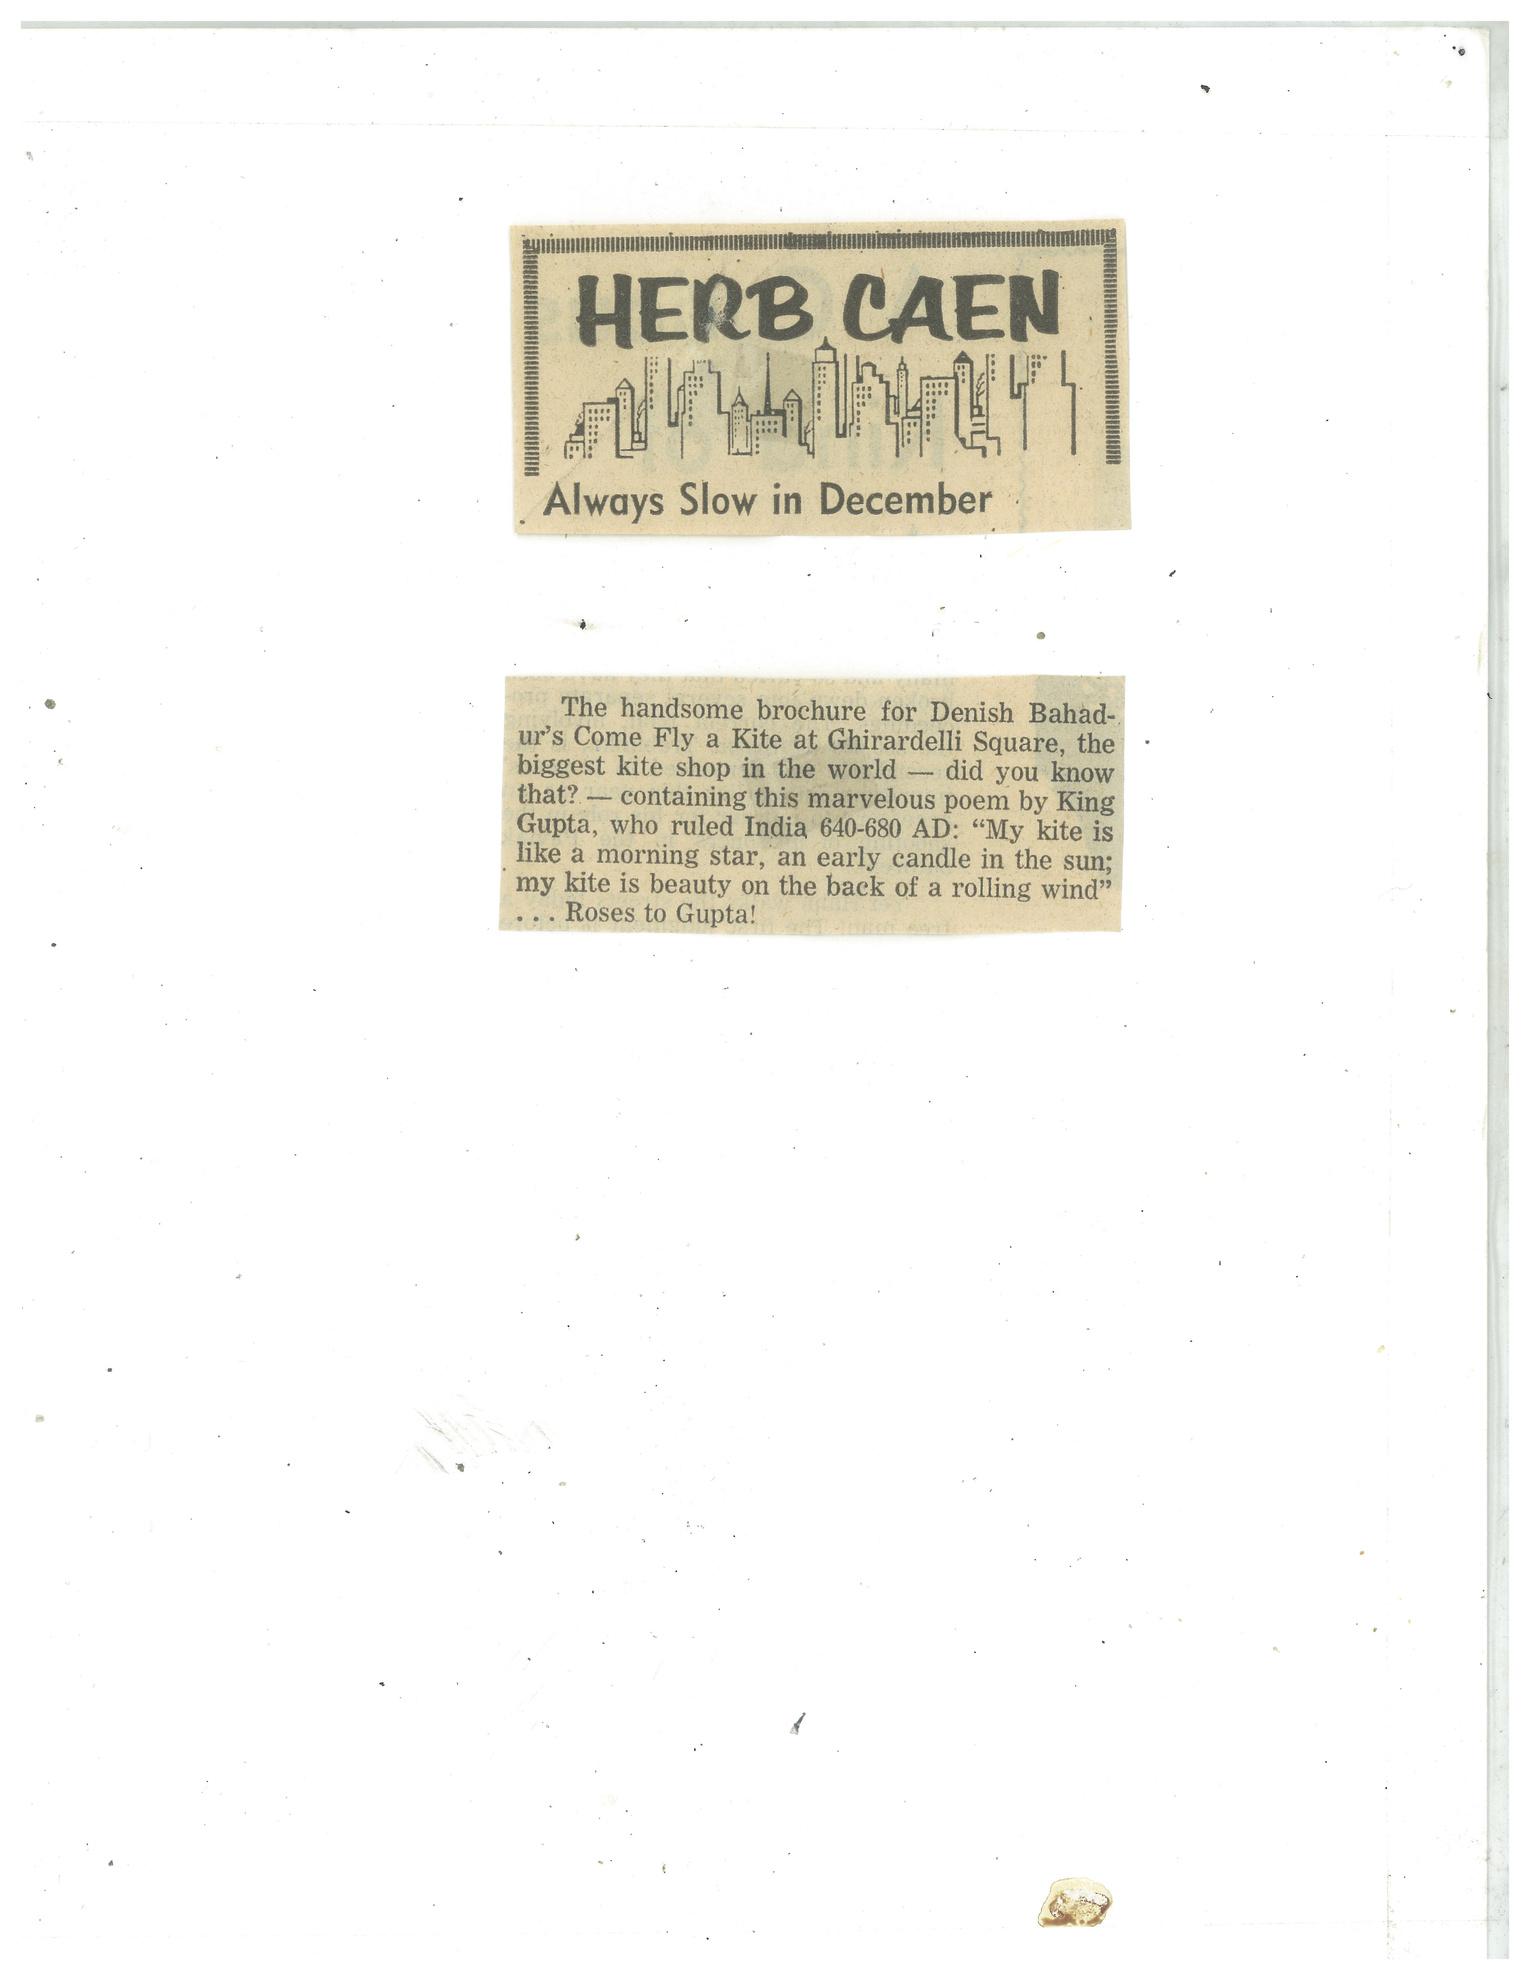 HERB CAEN
Always Slow in December
The handsome brochure for Denish Bahad-
ur's Come Fly a Kite at Ghirardelli Square, the
biggest kite shop in the world — did you know
that? — containing this marvelous poem by King
Gupta, who ruled India 640-680 AD: “My kite is
like a morning star, an early candle in the sun;
my kite is beauty on the back of a rolling wind”
. . . Roses to Gupta!